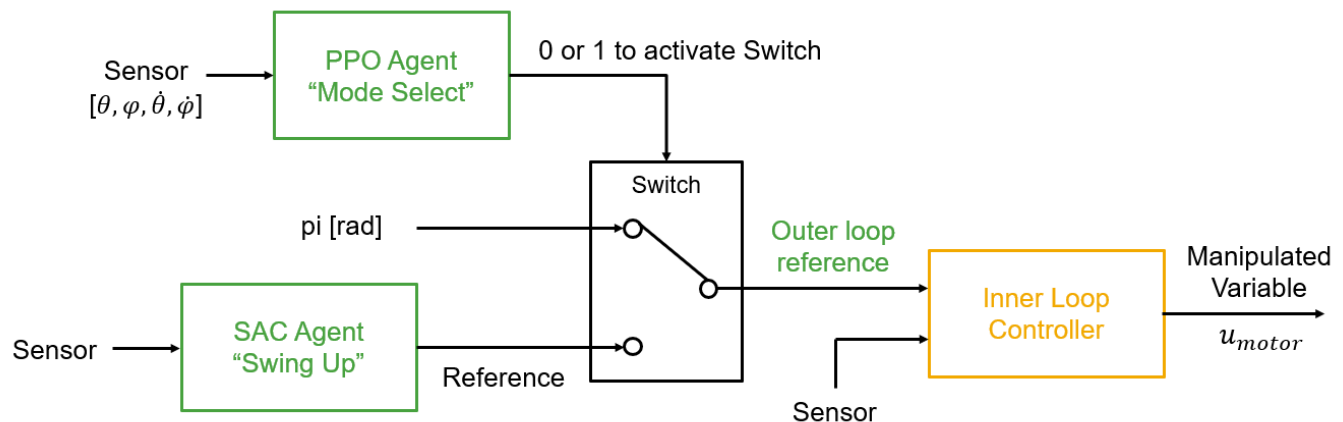 PPO Agent
“Mode Select”
0 or 1 to activate Switch
Sensor
[θ, φ, θ̇, φ̇]
Switch
pi [rad]
Outer loop
reference
Manipulated
Variable
Inner Loop
Controller
u_motor
SAC Agent
“Swing Up”
Sensor
Reference
Sensor